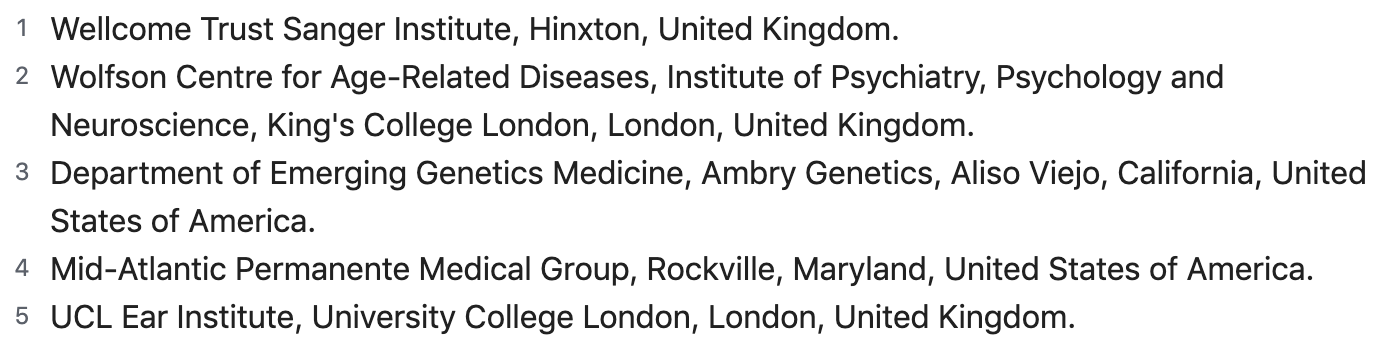 1 Wellcome Trust Sanger Institute, Hinxton, United Kingdom.
2 Wolfson Centre for Age-Related Diseases, Institute of Psychiatry, Psychology and
Neuroscience, King's College London, London, United Kingdom.
3 Department of Emerging Genetics Medicine, Ambry Genetics, Aliso Viejo, California, United
States of America.
4 Mid-Atlantic Permanente Medical Group, Rockville, Maryland, United States of America.
5 UCL Ear Institute, University College London, London, United Kingdom.